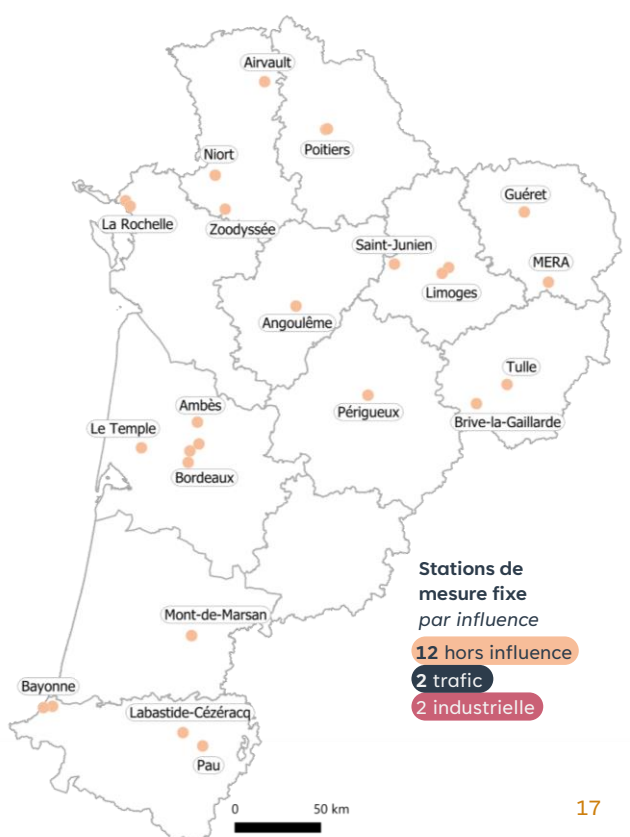 Airvault
Poitiers
Niort
La Rochelle
Zoodyssée
Guéret
Saint-Junien
MERA
Limoges
Angoulême
Tulle
Ambès
Périgueux
Brive-la-Gaillarde
Le Temple
Bordeaux
Stations de
mesure fixe
par influence
12 hors influence
2 trafic
2 industrielle
Mont-de-Marsan
Bayonne
Labastide-Cézéracq
Pau
0 50 km
17